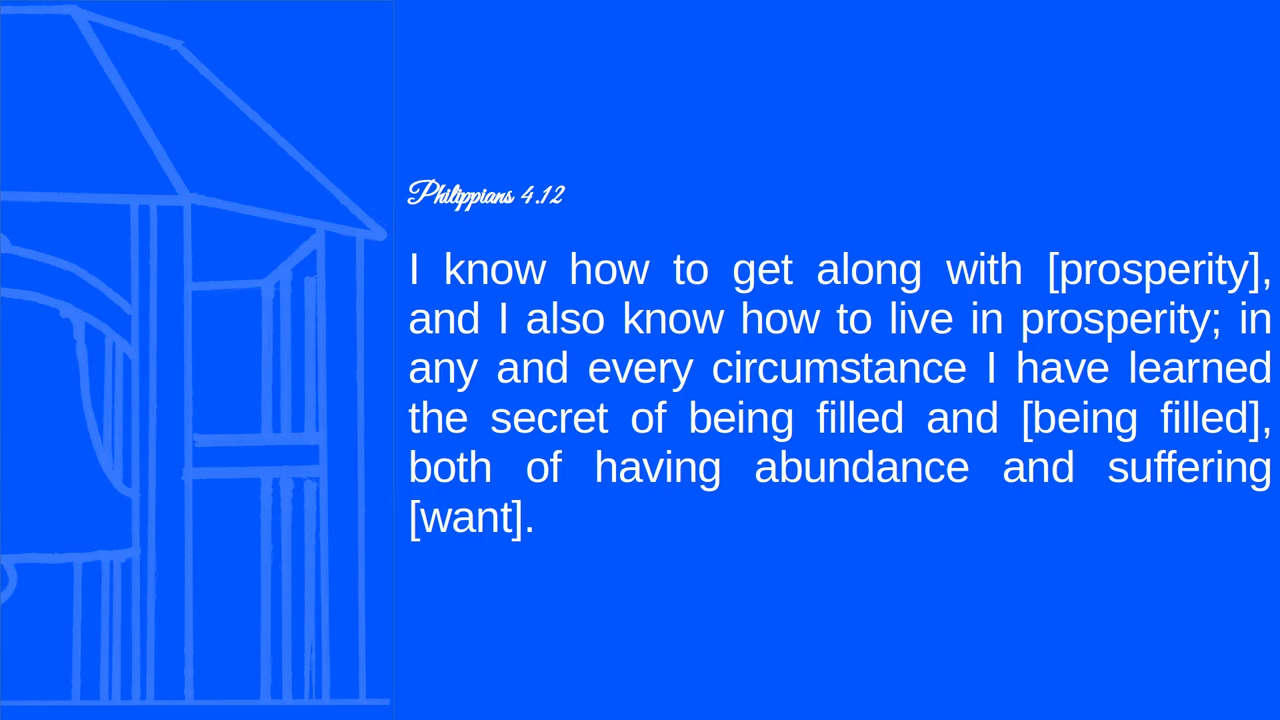 Philippians 4.12
I know how to get along with [prosperity],
and I also know how to live in prosperity; in
any and every circumstance I have learned
the secret of being filled and [being filled],
both of having abundance and suffering
[want].